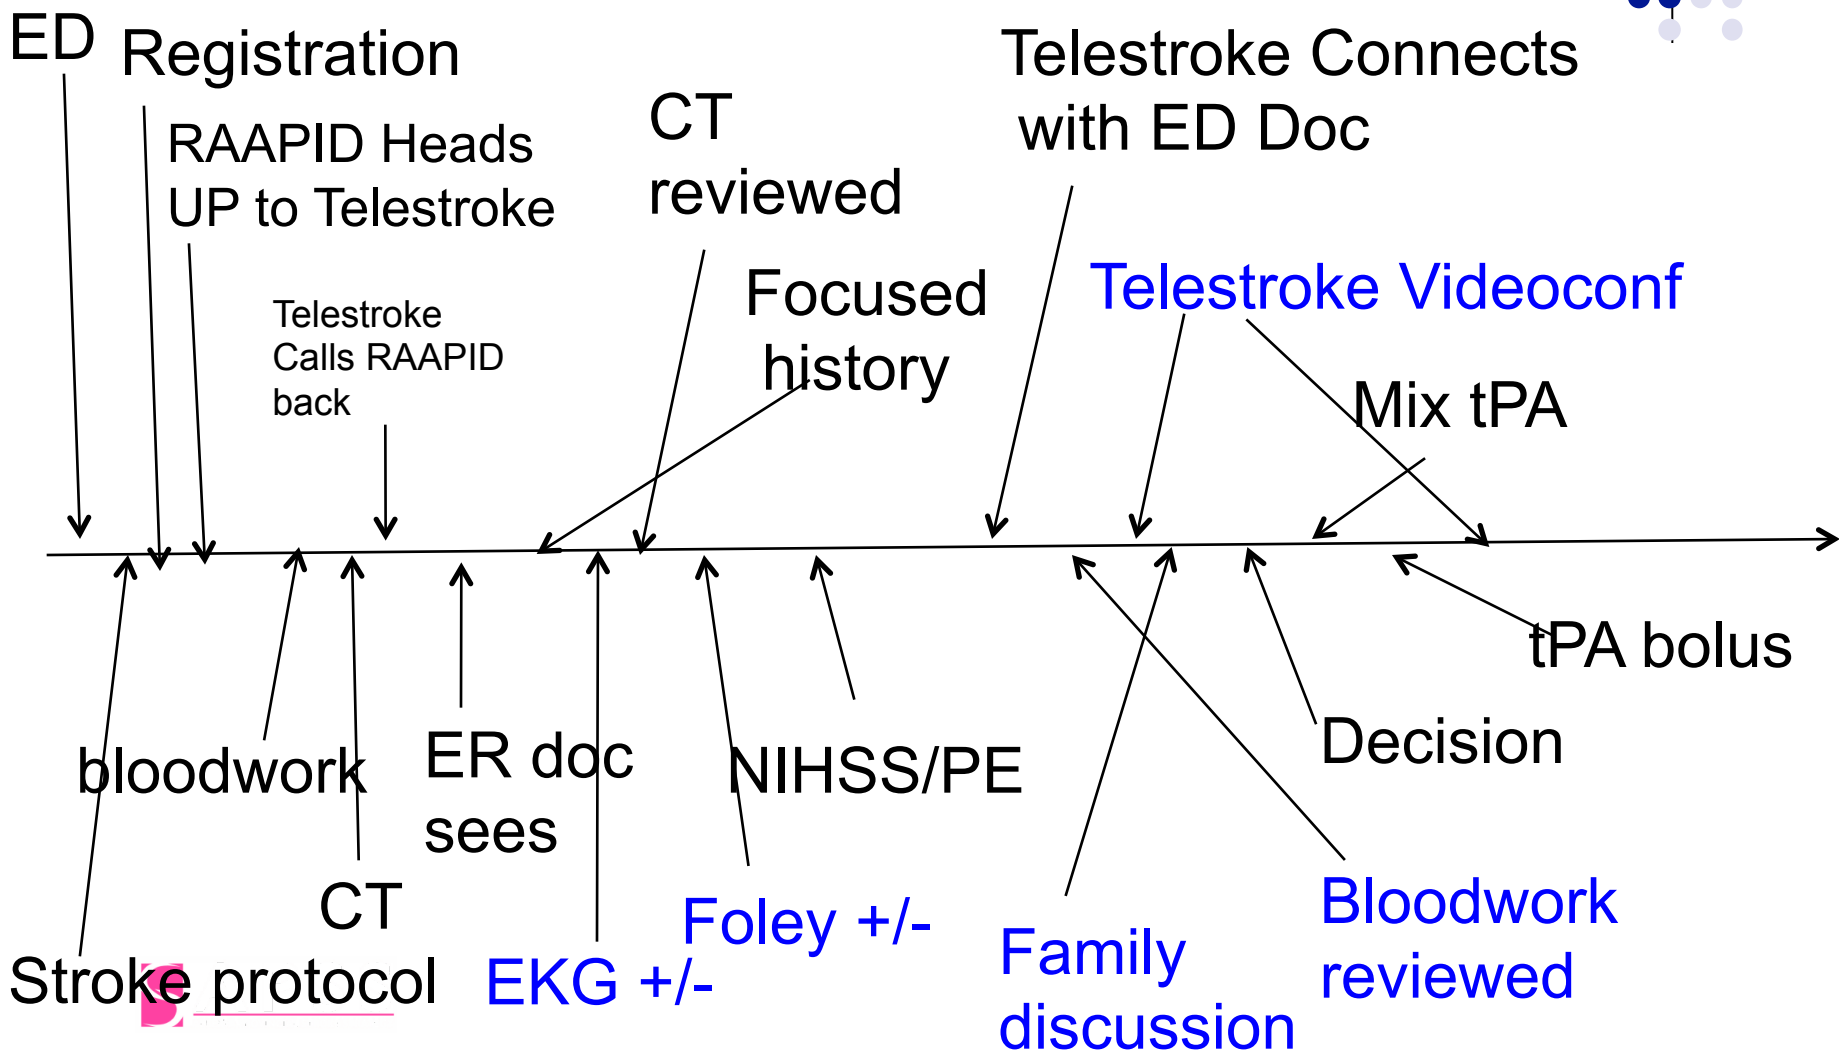 ED
Registration
RAAPID Heads
UP to Telestroke
Telestroke
Calls RAAPID
back
CT
reviewed
Focused
history
Telestroke Connects
with ED Doc
Telestroke Videoconf
Mix tPA
tPA bolus
bloodwork
ER doc
sees
NIHSS/PE
Decision
CT
Stroke protocol
EKG +/-
Foley +/-
Family
discussion
Bloodwork
reviewed